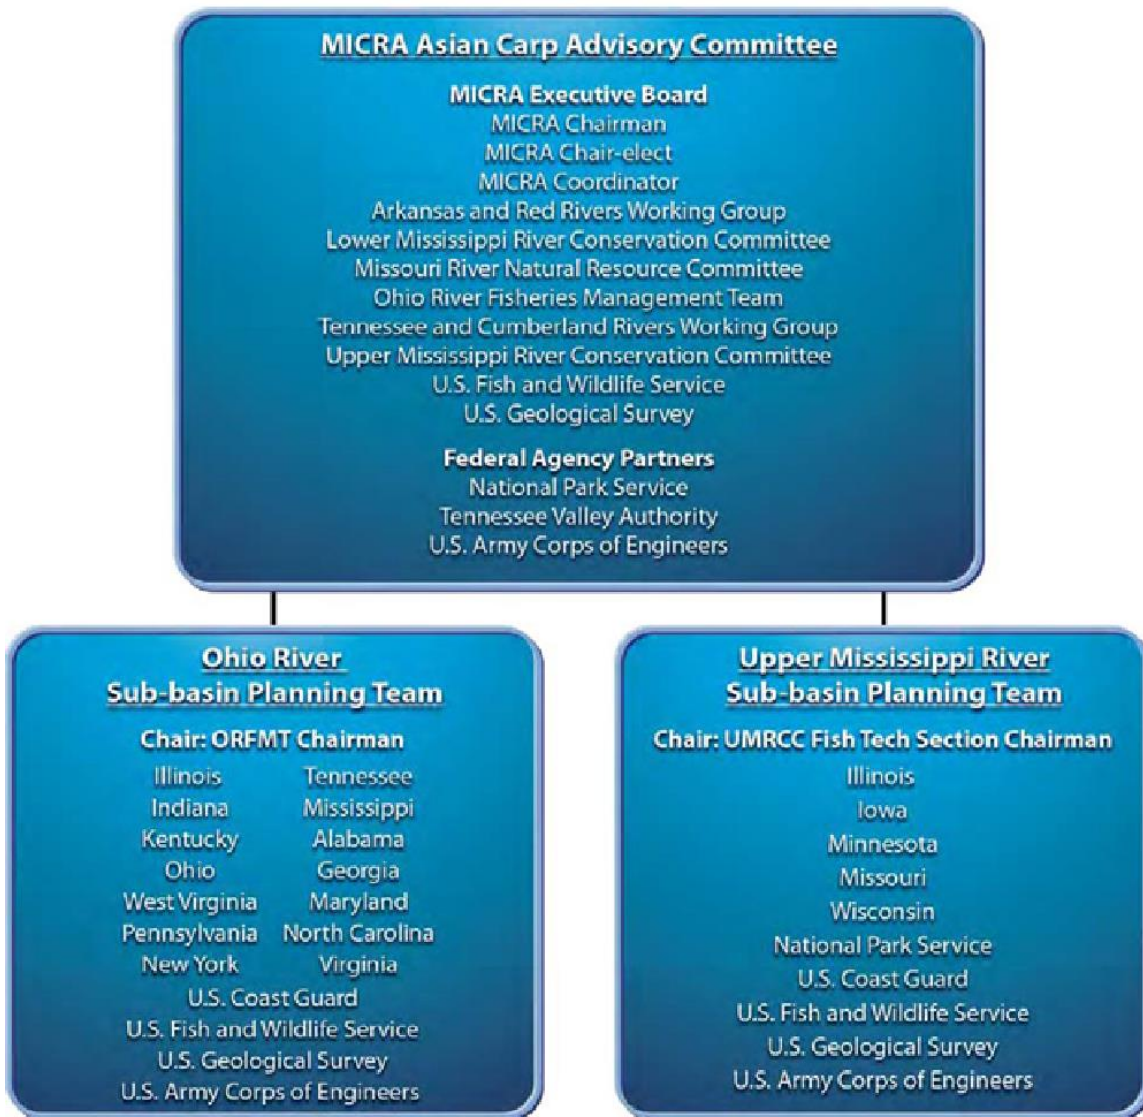 MICRA Asian Carp Advisory Committee
MICRA Executive Board
MICRA Chairman
MICRA Chair-elect
MICRA Coordinator
Arkansas and Red Rivers Working Group
Lower Mississippi River Conservation Committee
Missouri River Natural Resource Committee
Ohio River Fisheries Management Team
Tennessee and Cumberland Rivers Working Group
Upper Mississippi River Conservation Committee
U.S. Fish and Wildlife Service
U.S. Geological Survey
Federal Agency Partners
National Park Service
Tennessee Valley Authority
U.S. Army Corps of Engineers
Ohio River
Sub-basin Planning Team
Chair: ORFMT Chairman
Illinois Tennessee
Indiana Mississippi
Kentucky Alabama
Ohio Georgia
West Virginia Maryland
Pennsylvania North Carolina
New York Virginia
U.S. Coast Guard
U.S. Fish and Wildlife Service
U.S. Geological Survey
U.S. Army Corps of Engineers
Upper Mississippi River
Sub-basin Planning Team
Chair: UMRCC Fish Tech Section Chairman
Illinois
Iowa
Minnesota
Missouri
Wisconsin
National Park Service
U.S. Coast Guard
U.S. Fish and Wildlife Service
U.S. Geological Survey
U.S. Army Corps of Engineers